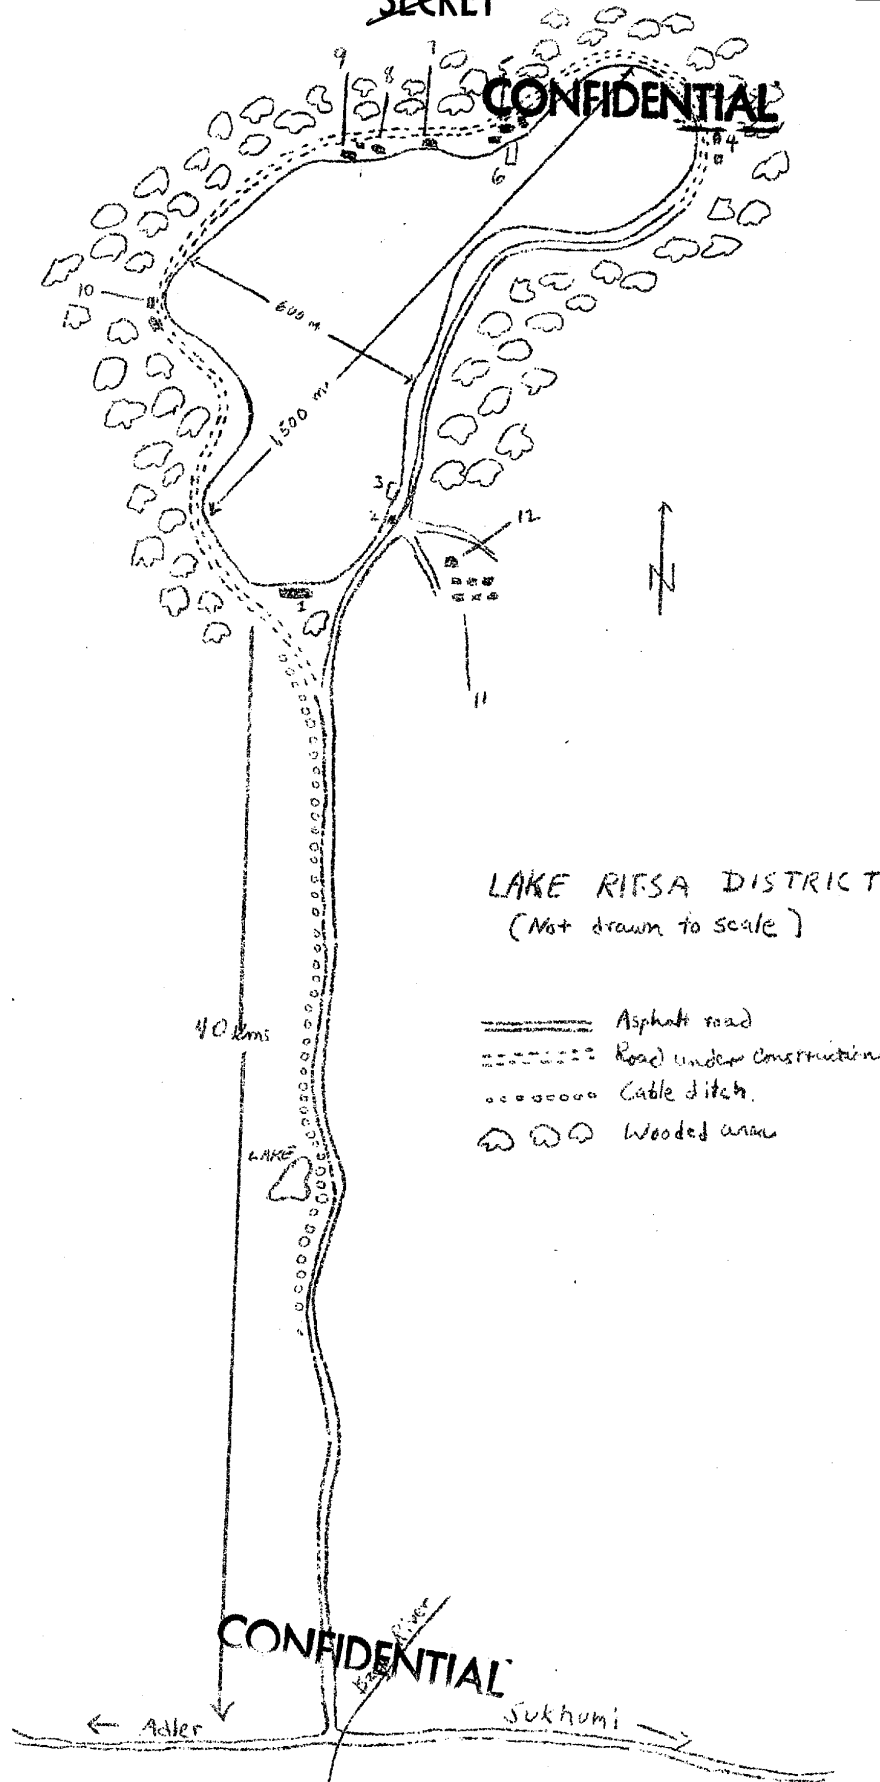 SECRET
CONFIDENTIAL
9
8
7
5
4
6
10
600 m
1,500 m.
3
2
12
1
N
11
LAKE RITSA DISTRICT
(Not drawn to scale)
40 kms
Asphalt road
Road under construction
Cable ditch.
Wooded area
LAKE
River
CONFIDENTIAL
← Adler
Sukhumi →